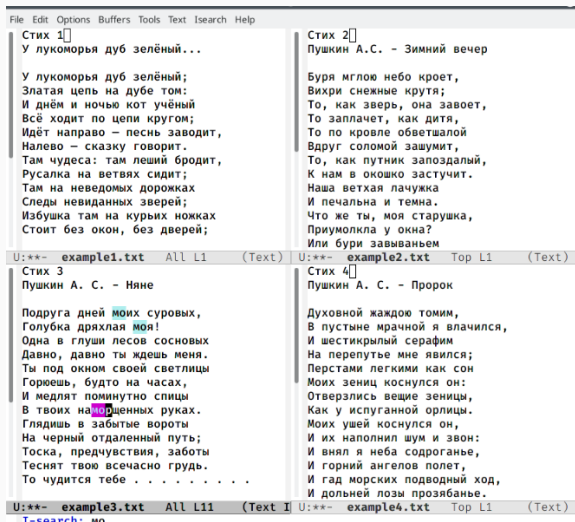 File Edit Options Buffers Tools Text Isearch Help
Стих 1
У лукоморья дуб зелёный...
У лукоморья дуб зелёный;
Златая цепь на дубе том:
И днём и ночью кот учёный
Всё ходит по цепи кругом;
Идёт направо — песнь заводит,
Налево — сказку говорит.
Там чудеса: там леший бродит,
Русалка на ветвях сидит;
Там на неведомых дорожках
Следы невиданных зверей;
Избушка там на курьих ножках
Стоит без окон, без дверей;
U:**- example1.txt All L1 (Text)
Стих 2
Пушкин А.С. - Зимний вечер
Буря мглою небо кроет,
Вихри снежные крутя;
То, как зверь, она завоет,
То заплачет, как дитя,
То по кровле обветшалой
Вдруг соломой зашумит,
То, как путник запоздалый,
К нам в окошко застучит.
Наша ветхая лачужка
И печальна и темна.
Что же ты, моя старушка,
Приумолкла у окна?
Или бури завываньем
U:**- example2.txt Top L1 (Text)
Стих 3
Пушкин А. С. - Няне
Подруга дней моих суровых,
Голубка дряхлая моя!
Одна в глуши лесов сосновых
Давно, давно ты ждешь меня.
Ты под окном своей светлицы
Горюешь, будто на часах,
И медлят поминутно спицы
В твоих наморщенных руках.
Глядишь в забытые вороты
На черный отдаленный путь;
Тоска, предчувствия, заботы
Теснят твою всечасно грудь.
То чудится тебе . . . . . . . . .
U:**- example3.txt All L11 (Text I
Стих 4
Пушкин А. С. - Пророк
Духовной жаждою томим,
В пустыне мрачной я влачился,
И шестикрылый серафим
На перепутье мне явился;
Перстами легкими как сон
Моих зениц коснулся он:
Отверзлись вещие зеницы,
Как у испуганной орлицы.
Моих ушей коснулся он,
И их наполнил шум и звон:
И внял я неба содроганье,
И горний ангелов полет,
И гад морских подводный ход,
И дольней лозы прозябанье.
U:**- example4.txt Top L1 (Text)
I-search: мо